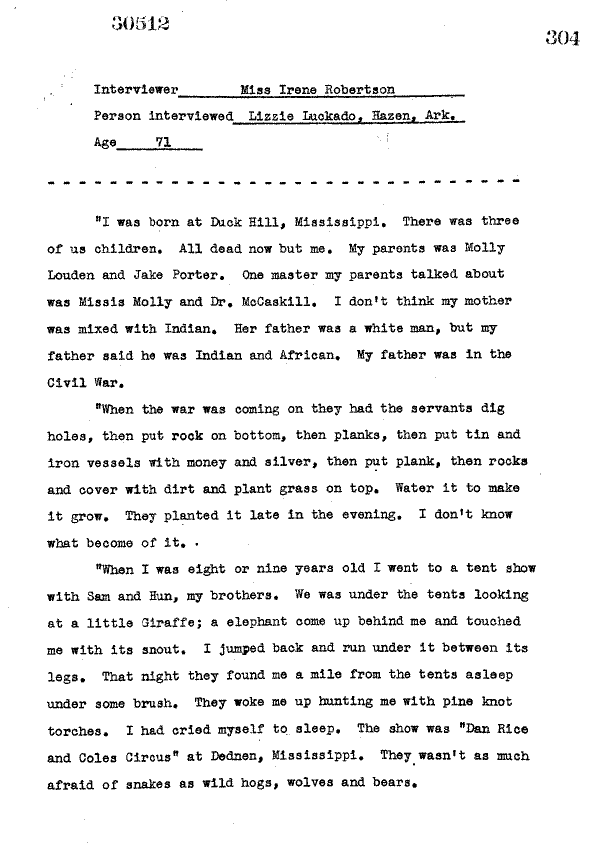 30512
304
Interviewer Miss Irene Robertson
Person interviewed Lizzie Luckado, Hazen, Ark.
Age 71
- - - - - - - - - - - - - - - - - - - - - - - - - - - - - - -
"I was born at Duck Hill, Mississippi. There was three
of us children. All dead now but me. My parents was Molly
Louden and Jake Porter. One master my parents talked about
was Missis Molly and Dr. McCaskill. I don't think my mother
was mixed with Indian. Her father was a white man, but my
father said he was Indian and African. My father was in the
Civil War.
"When the war was coming on they had the servants dig
holes, then put rock on bottom, then planks, then put tin and
iron vessels with money and silver, then put plank, then rocks
and cover with dirt and plant grass on top. Water it to make
it grow. They planted it late in the evening. I don't know
what become of it.
"When I was eight or nine years old I went to a tent show
with Sam and Hun, my brothers. We was under the tents looking
at a little Giraffe; a elephant come up behind me and touched
me with its snout. I jumped back and run under it between its
legs. That night they found me a mile from the tents asleep
under some brush. They woke me up hunting me with pine knot
torches. I had cried myself to sleep. The show was "Dan Rice
and Coles Circus" at Dednen, Mississippi. They wasn't as much
afraid of snakes as wild hogs, wolves and bears.